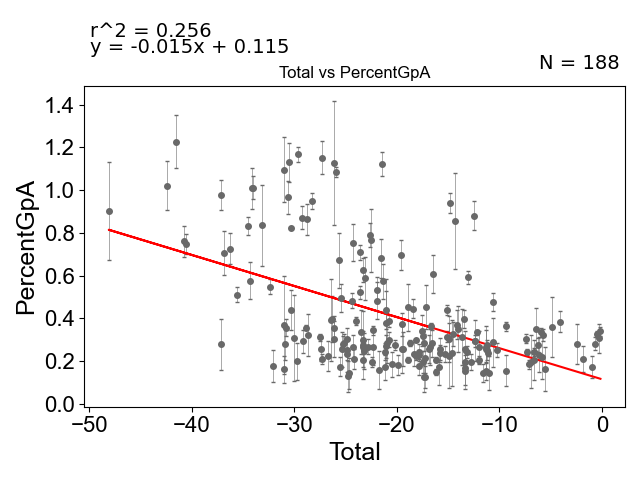 r^2 = 0.256
y = -0.015x + 0.115
N = 188
Total vs PercentGpA
PercentGpA
1.4
1.2
1.0
0.8
0.6
0.4
0.2
0.0
−50 −40 −30 −20 −10 0
Total